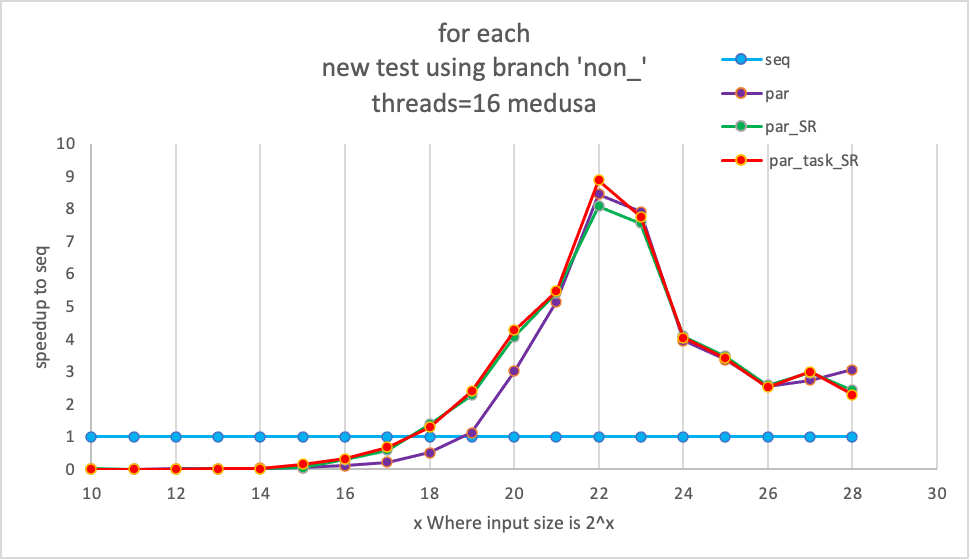 for each
new test using branch 'non_'
threads=16 medusa
seq
par
par_SR
par_task_SR
speedup to seq
10
9
8
7
6
5
4
3
2
1
0
10 12 14 16 18 20 22 24 26 28 30
x Where input size is 2^x